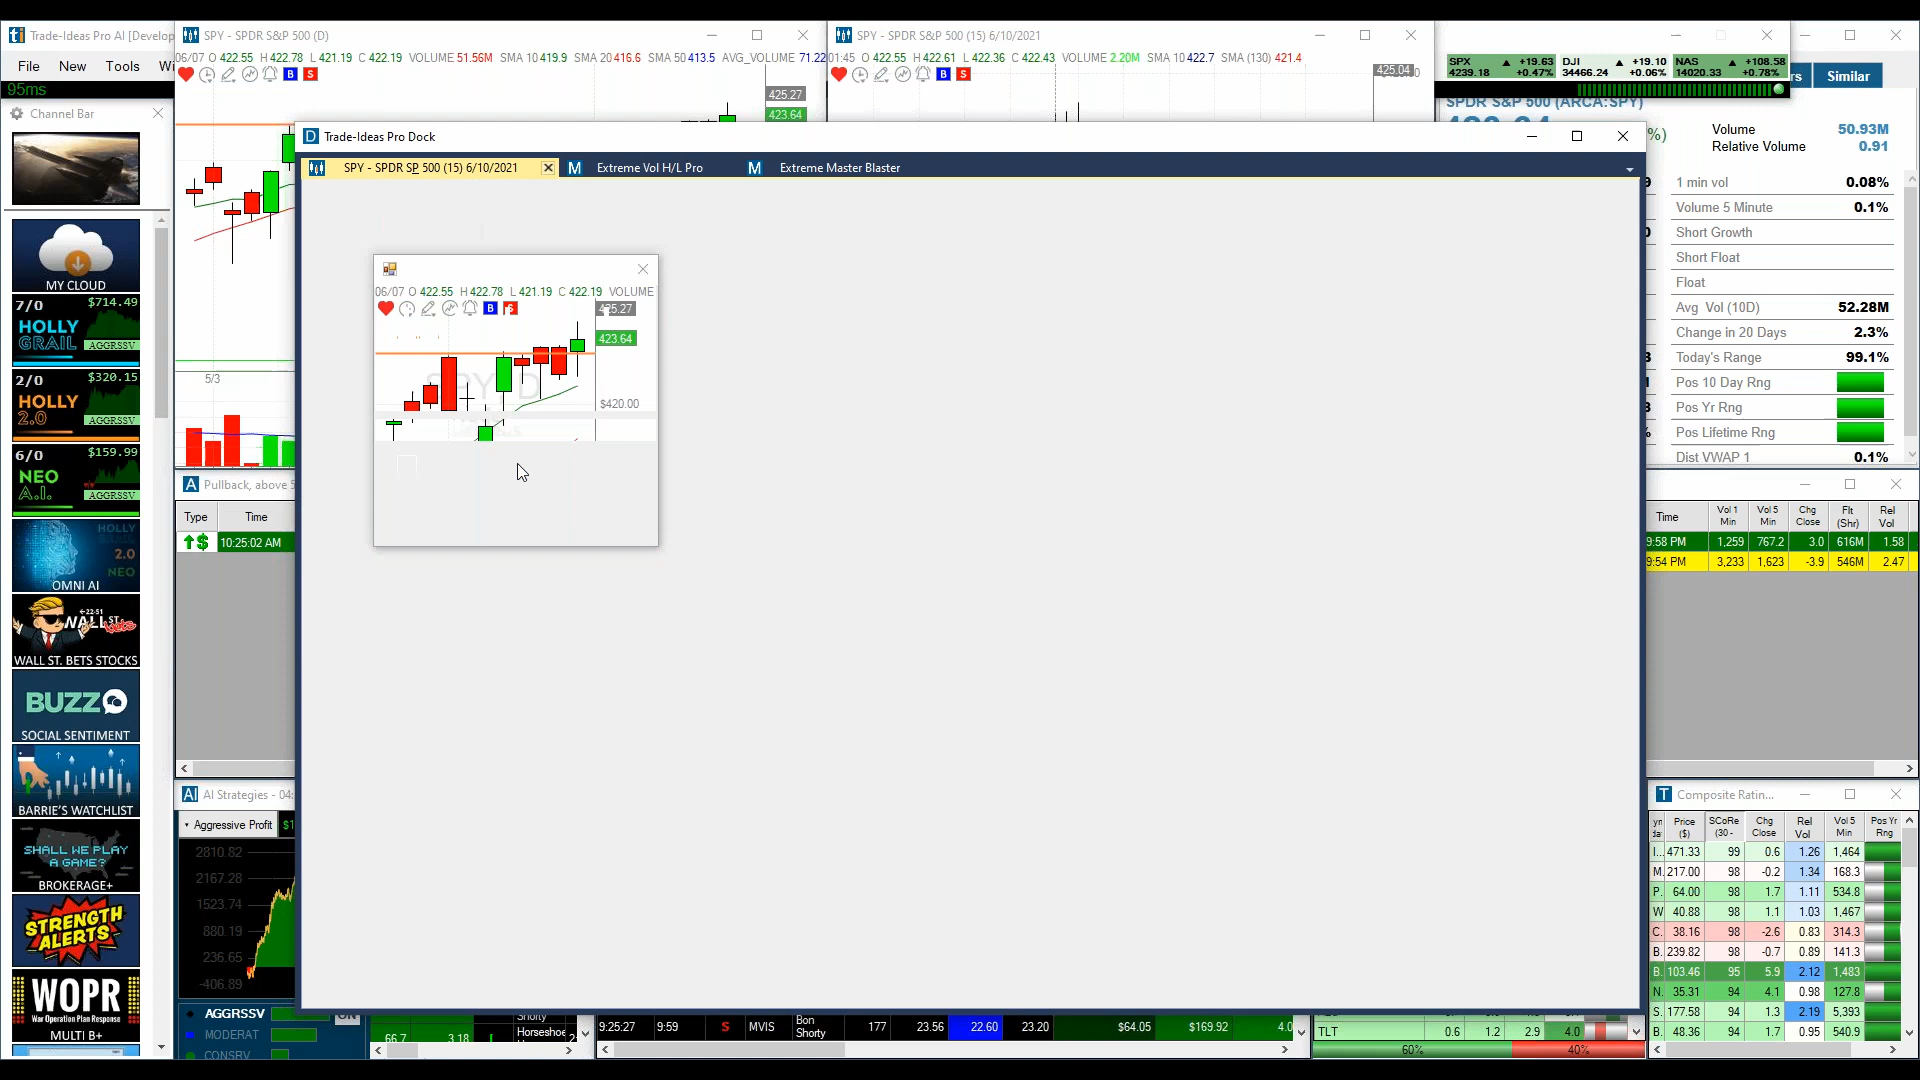 Trade-Ideas Pro AI [Develop
File New Tools Wi
95ms
Channel Bar
MY CLOUD
7/0 $714.49
HOLLY
GRAIL
AGGRSSV
2/0 $320.15
HOLLY
2.0
AGGRSSV
6/0 $159.99
NEO
A.I.
AGGRSSV
HOLLY
2.0
NEO
OMNI AI
WALL ST. BETS STOCKS
BUZZ
SOCIAL SENTIMENT
BARRIE'S WATCHLIST
SHALL WE PLAY
A GAME?
BROKERAGE+
STRENGTH
ALERTS
WOPR
War Operation Plan Response
MULTI B+
SPY - SPDR S&P 500 (D)
06/07 O 422.55 H 422.78 L 421.19 C 422.19 VOLUME 51.56M SMA 10 419.9 SMA 20 416.6 SMA 50 413.5 AVG_VOLUME 71.22
B S
425.27
423.64
5/3
SPY - SPDR S&P 500 (15) 6/10/2021
01:45 O 422.55 H 422.61 L 422.36 C 422.43 VOLUME 2.20M SMA 10 422.7 SMA (130) 421.4
B S
425.04
SPX +19.63
4239.18 +0.47%
DJI +19.10
34466.24 +0.06%
NAS +108.58
14020.33 +0.78%
rs Similar
SPDR S&P 500 (ARCA:SPY)
%)
Volume 50.93M
Relative Volume 0.91
1 min vol 0.08%
Volume 5 Minute 0.1%
Short Growth
Short Float
Float
Avg Vol (10D) 52.28M
Change in 20 Days 2.3%
Today's Range 99.1%
Pos 10 Day Rng
Pos Yr Rng
Pos Lifetime Rng
Dist VWAP 1 0.1%
Trade-Ideas Pro Dock
SPY - SPDR SP 500 (15) 6/10/2021
Extreme Vol H/L Pro
Extreme Master Blaster
06/07 O 422.55 H 422.78 L 421.19 C 422.19 VOLUME
B S
425.27
423.64
$420.00
Pullback, above 5
Type Time
10:25:02 AM
Time Vol 1 Min Vol 5 Min Chg Close Flt (Shr) Rel Vol
9:58 PM 1,259 767.2 3.0 616M 1.58
9:54 PM 3,233 1,623 -3.9 546M 2.47
AI Strategies - 04:
Aggressive Profit $1
2810.82
2167.28
1523.74
880.19
236.65
-406.89
AGGRSSV ON
MODERAT
CONSRV
Shorty
66.7 3.18 Horseshoe
9:25:27 9:59 S MVIS Bon Shorty 177 23.56 22.60 23.20 $64.05 $169.92 4.0
TLT 0.6 1.2 2.9 4.0
60% 40%
Composite Ratin...
Price ($) SCoRe (30 - Chg Close Rel Vol Vol 5 Min Pos Yr Rng
I... 471.33 99 0.6 1.26 1,464
M. 217.00 98 -0.2 1.34 168.3
P. 64.00 98 1.7 1.11 534.8
W 40.88 98 1.1 1.03 1,467
C. 38.16 98 -2.6 0.83 314.3
B. 239.82 98 -0.7 0.89 141.3
B. 103.46 95 5.9 2.12 1,483
N. 35.31 94 4.1 0.98 127.8
S. 177.58 94 1.3 2.19 5,393
B. 48.36 94 1.7 0.95 540.9